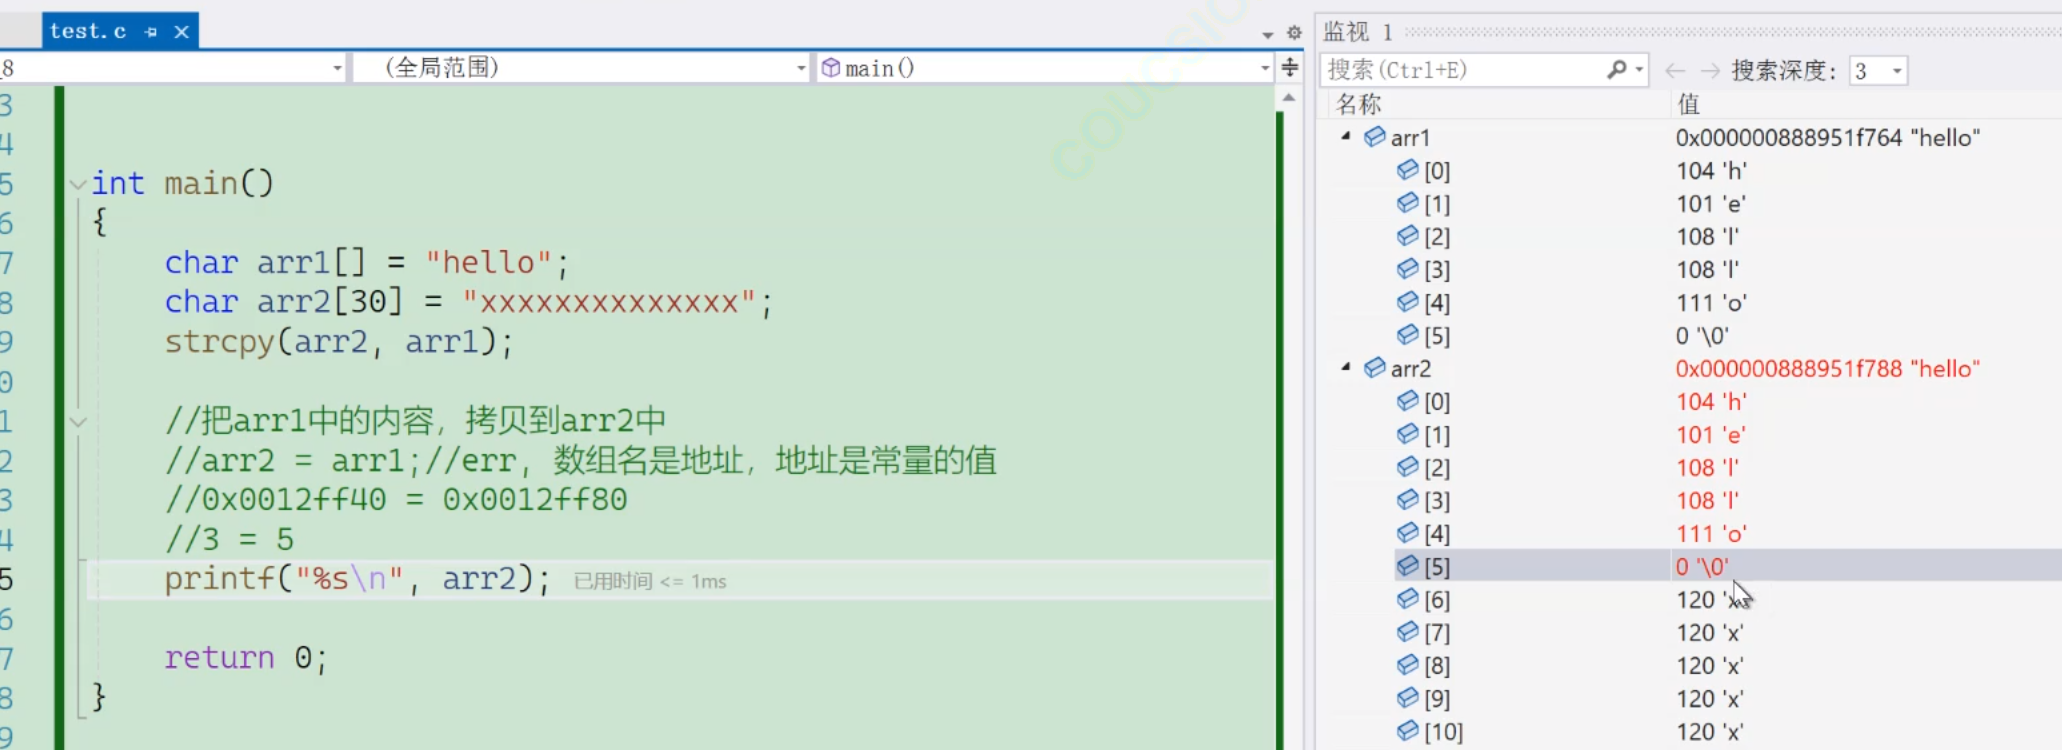 test.c
8
(全局范围)
main()
3
4
5 int main()
6 {
7 char arr1[] = "hello";
8 char arr2[30] = "xxxxxxxxxxxxxx";
9 strcpy(arr2, arr1);
0
1 //把arr1中的内容，拷贝到arr2中
2 //arr2 = arr1;//err，数组名是地址，地址是常量的值
3 //0x0012ff40 = 0x0012ff80
4 //3 = 5
5 printf("%s\n", arr2); 已用时间 <= 1ms
6
7 return 0;
8 }
9
监视 1
搜索(Ctrl+E) 搜索深度: 3
名称 值
arr1 0x000000888951f764 "hello"
[0] 104 'h'
[1] 101 'e'
[2] 108 'l'
[3] 108 'l'
[4] 111 'o'
[5] 0 '\0'
arr2 0x000000888951f788 "hello"
[0] 104 'h'
[1] 101 'e'
[2] 108 'l'
[3] 108 'l'
[4] 111 'o'
[5] 0 '\0'
[6] 120 'x'
[7] 120 'x'
[8] 120 'x'
[9] 120 'x'
[10] 120 'x'